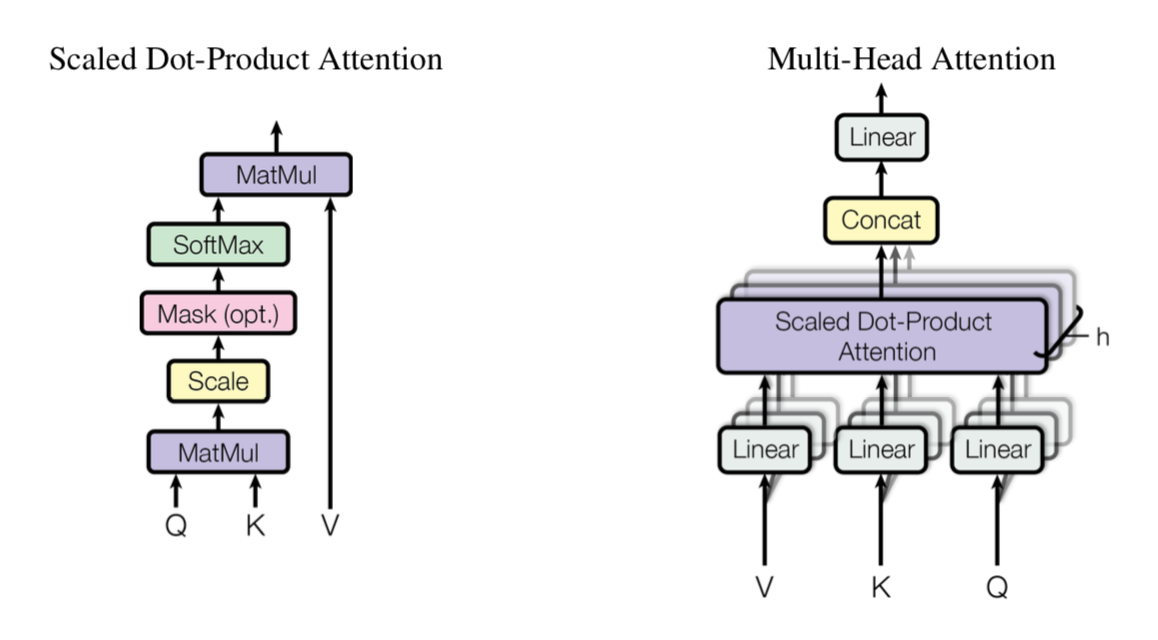 Scaled Dot-Product Attention
MatMul
SoftMax
Mask (opt.)
Scale
MatMul
Q K V
Multi-Head Attention
Linear
Concat
Scaled Dot-Product
Attention
h
Linear Linear Linear
V K Q